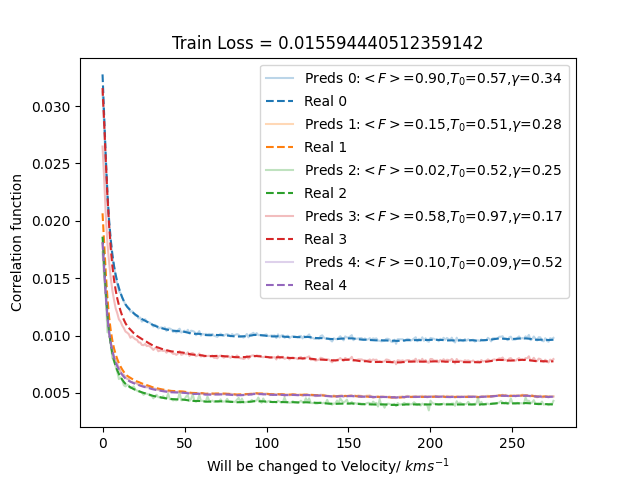 Train Loss = 0.015594440512359142
Preds 0: < F > =0.90,T₀=0.57,γ=0.34
Real 0
Preds 1: < F > =0.15,T₀=0.51,γ=0.28
Real 1
Preds 2: < F > =0.02,T₀=0.52,γ=0.25
Real 2
Preds 3: < F > =0.58,T₀=0.97,γ=0.17
Real 3
Preds 4: < F > =0.10,T₀=0.09,γ=0.52
Real 4
Correlation function
0.030
0.025
0.020
0.015
0.010
0.005
0 50 100 150 200 250
Will be changed to Velocity/ kms⁻¹